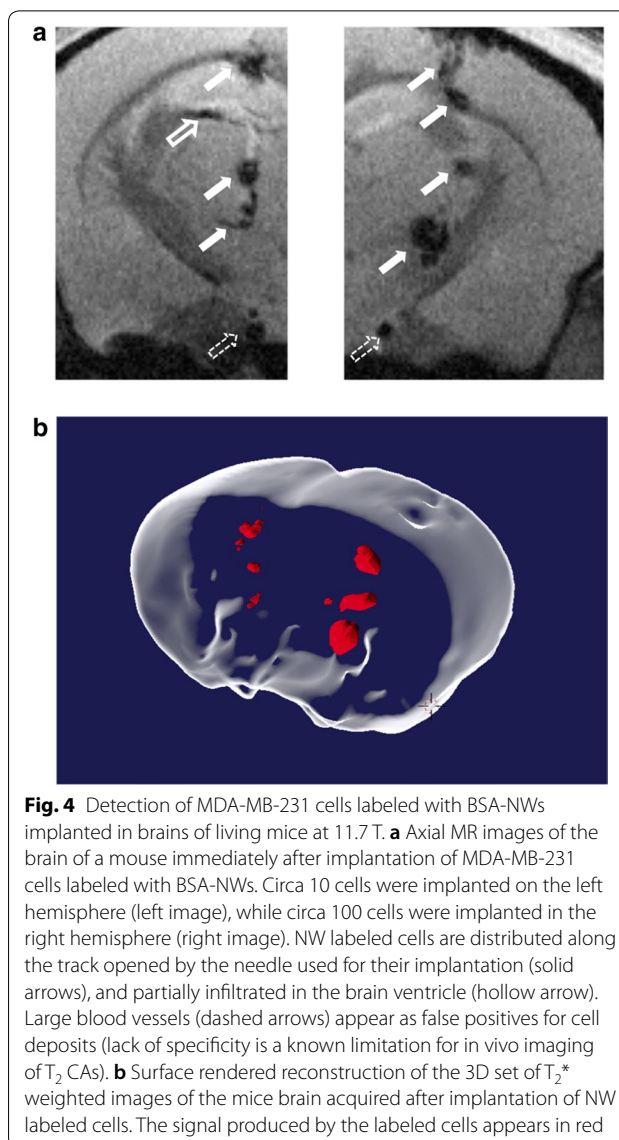 a
b
Fig. 4 Detection of MDA-MB-231 cells labeled with BSA-NWs
implanted in brains of living mice at 11.7 T. a Axial MR images of the
brain of a mouse immediately after implantation of MDA-MB-231
cells labeled with BSA-NWs. Circa 10 cells were implanted on the left
hemisphere (left image), while circa 100 cells were implanted in the
right hemisphere (right image). NW labeled cells are distributed along
the track opened by the needle used for their implantation (solid
arrows), and partially infiltrated in the brain ventricle (hollow arrow).
Large blood vessels (dashed arrows) appear as false positives for cell
deposits (lack of specificity is a known limitation for in vivo imaging
of T₂ CAs). b Surface rendered reconstruction of the 3D set of T₂*
weighted images of the mice brain acquired after implantation of NW
labeled cells. The signal produced by the labeled cells appears in red